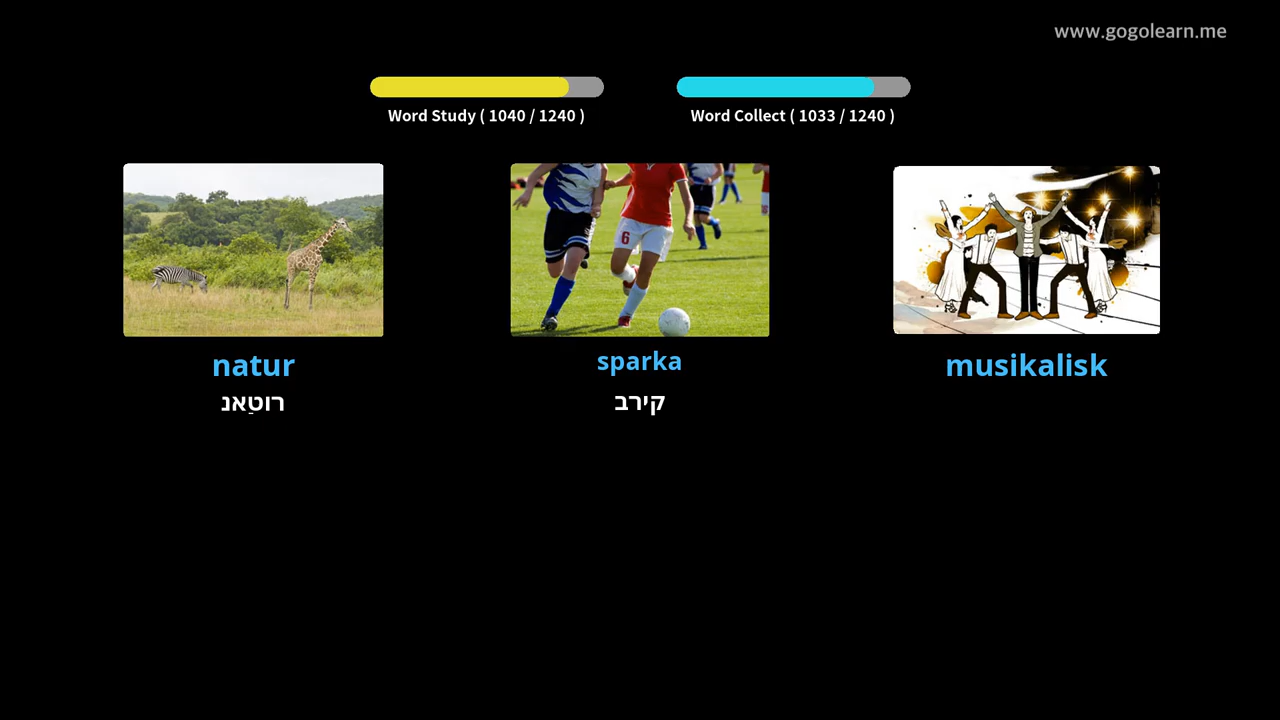 www.gogolearn.me
Word Study ( 1040 / 1240 )
Word Collect ( 1033 / 1240 )
natur
רוטַאנ
sparka
קירב
musikalisk